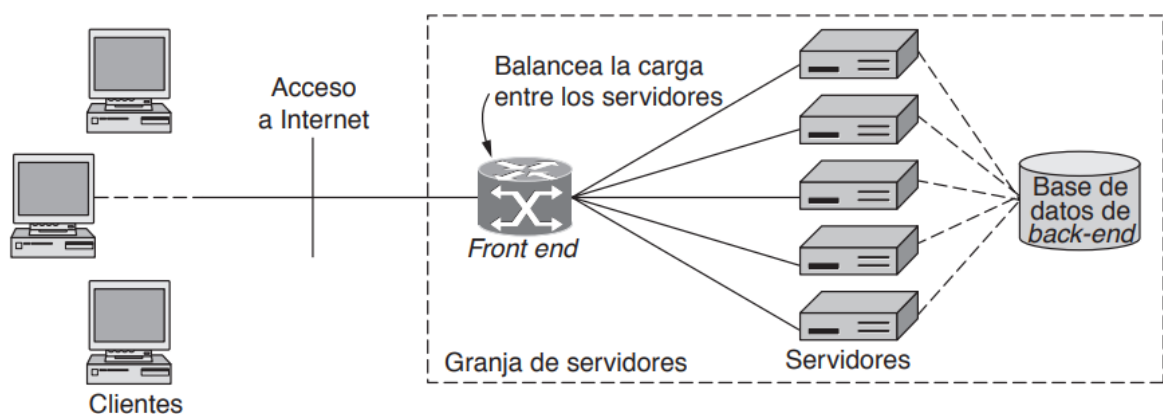 Acceso
a Internet
Clientes
Balancea la carga
entre los servidores
Front end
Granja de servidores
Servidores
Base de
datos de
back-end